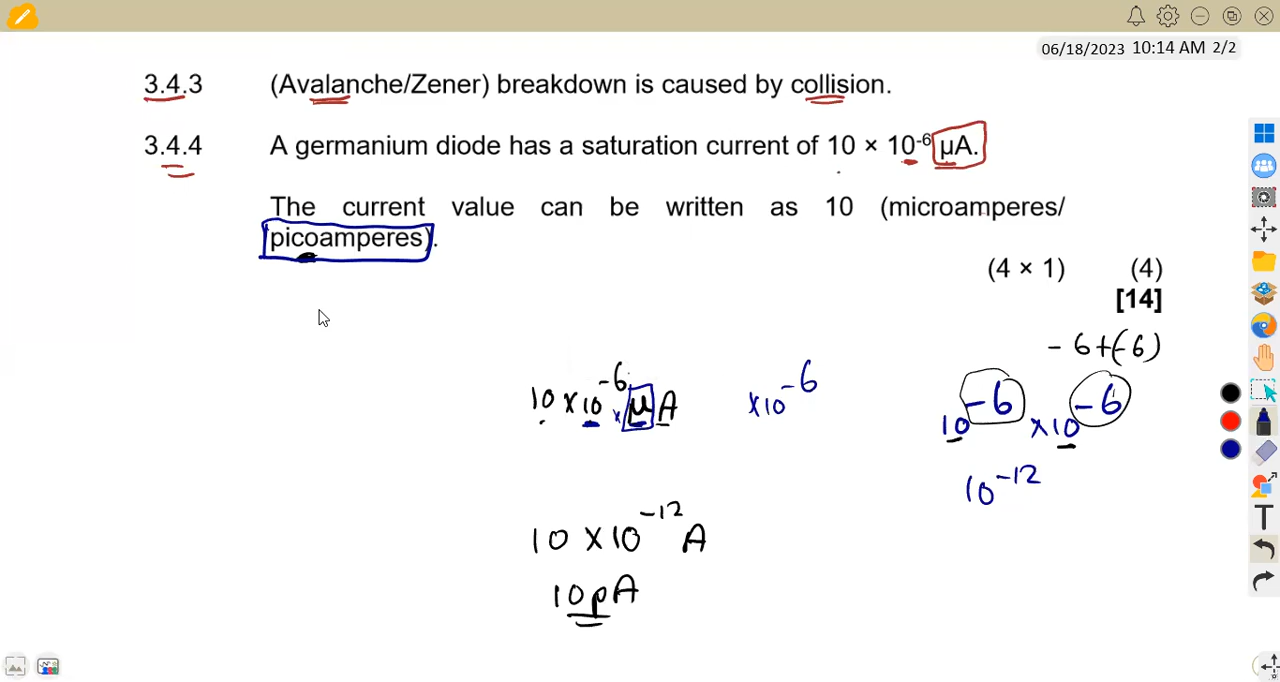 06/18/2023 10:14 AM 2/2
3.4.3 (Avalanche/Zener) breakdown is caused by collision.
3.4.4 A germanium diode has a saturation current of 10 × 10⁻⁶ µA.
The current value can be written as 10 (microamperes/
picoamperes).
(4 × 1) (4)
[14]
- 6+(-6)
10 × 10⁻⁶ × µ A
×10⁻⁶
10⁻⁶ ×10⁻⁶
10⁻¹²
10 × 10⁻¹² A
10pA
T